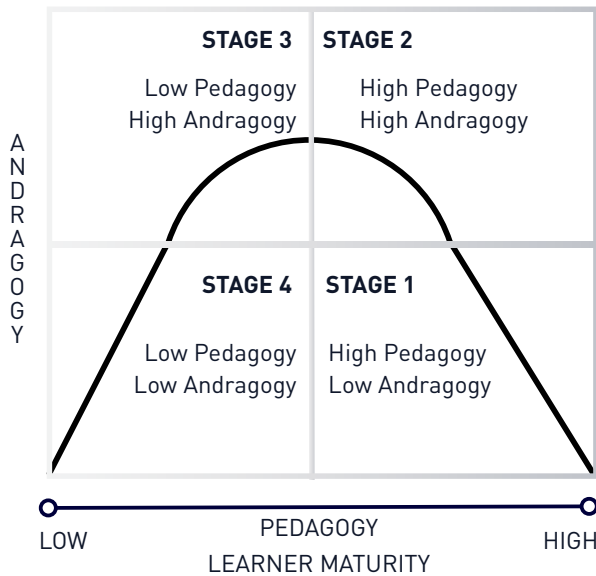 STAGE 3
Low Pedagogy
High Andragogy
STAGE 2
High Pedagogy
High Andragogy
ANDRAGOGY
STAGE 4
Low Pedagogy
Low Andragogy
STAGE 1
High Pedagogy
Low Andragogy
PEDAGOGY
LOW
HIGH
LEARNER MATURITY